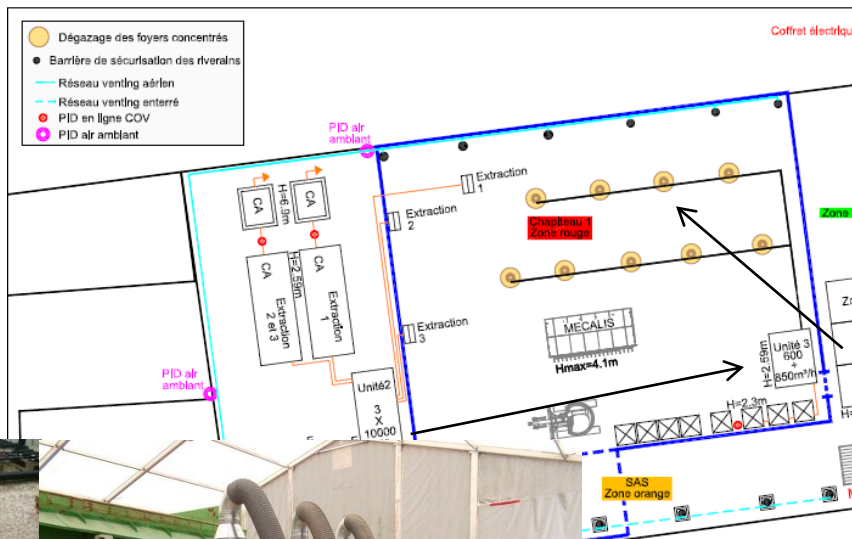 Dégazage des foyers concentrés
Barrière de sécurisation des riverains
Réseau venting aérien
Réseau venting enterré
PID en ligne COV
PID air ambiant
Coffret électriqu
PID air
ambiant
Extraction
1
Extraction
2
Extraction
3
CA
CA
H=6.9m
CA
Extraction
2 et 3
H=2.59m
CA
Extraction
1
Chapiteau 1
Zone rouge
Zone
MECALIS
Hmax=4.1m
H=2.59m
Unité 3
600
+
850m³/h
H=2.3m
PID air
ambiant
Unité2
3
X
10000
SAS
Zone orange